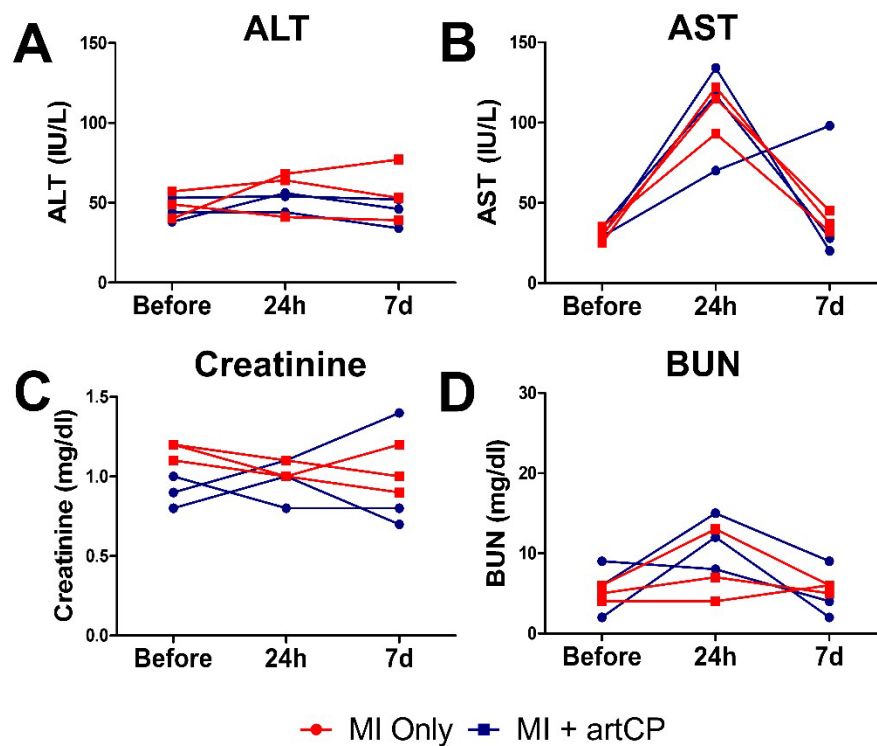 A
ALT
ALT (IU/L)
150
100
50
0
Before 24h 7d
B
AST
AST (IU/L)
150
100
50
0
Before 24h 7d
C
Creatinine
Creatinine (mg/dl)
1.5
1.0
0.5
0.0
Before 24h 7d
D
BUN
BUN (mg/dl)
30
20
10
0
Before 24h 7d
MI Only MI + artCP